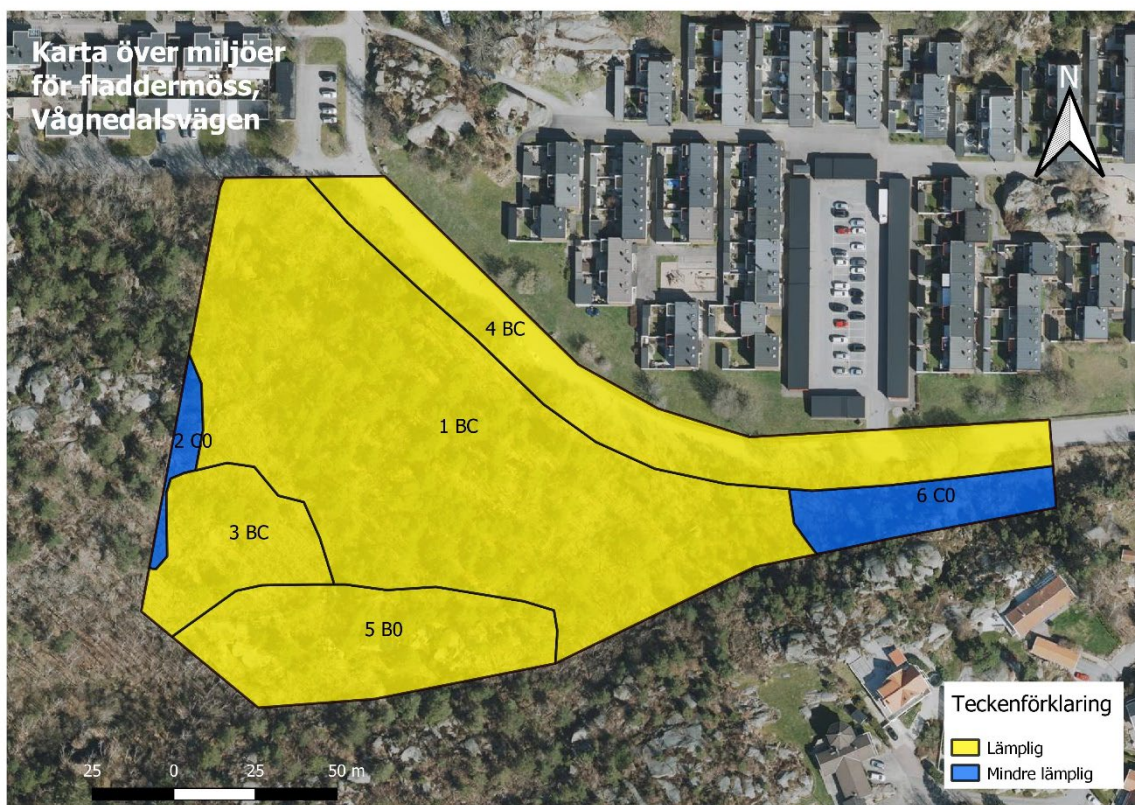 Karta över miljöer
för fladdermöss,
Vågnedalsvägen
N
4 BC
1 BC
2 C0
6 C0
3 BC
5 B0
Teckenförklaring
Lämplig
Mindre lämplig
25 0 25 50 m